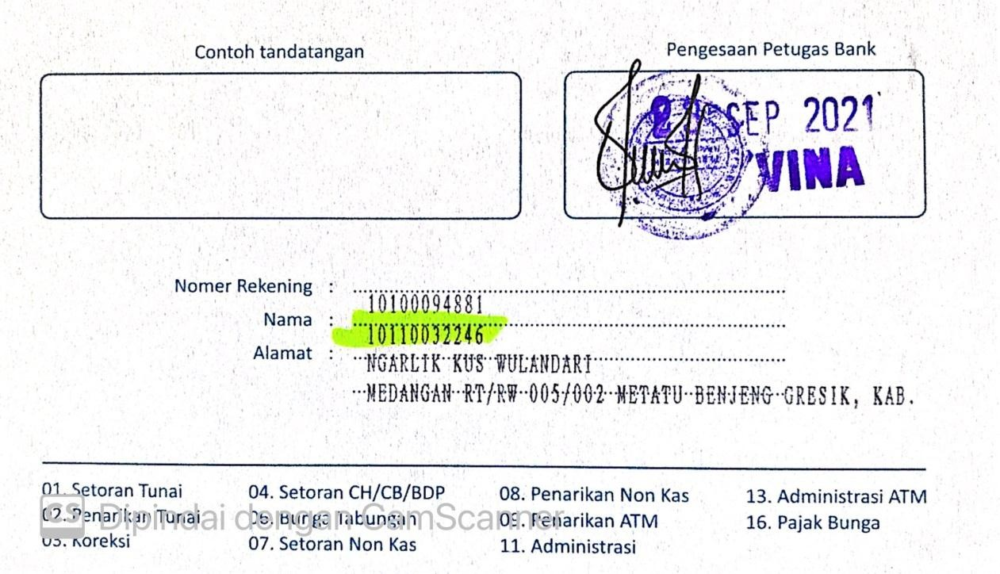 Contoh tandatangan
Pengesaan Petugas Bank
SEP 2021
VINA
Nomer Rekening :
10100094881
Nama :
10110032246
Alamat :
NGARLIK KUS WULANDARI
MEDANGAN RT/RW 005/002 METATU BENJENG GRESIK, KAB.
01. Setoran Tunai
04. Setoran CH/CB/BDP
08. Penarikan Non Kas
13. Administrasi ATM
02. Penarikan Tunai
06. Bunga Tabungan
09. Penarikan ATM
16. Pajak Bunga
03. Koreksi
07. Setoran Non Kas
11. Administrasi
CS Dipindai dengan CamScanner